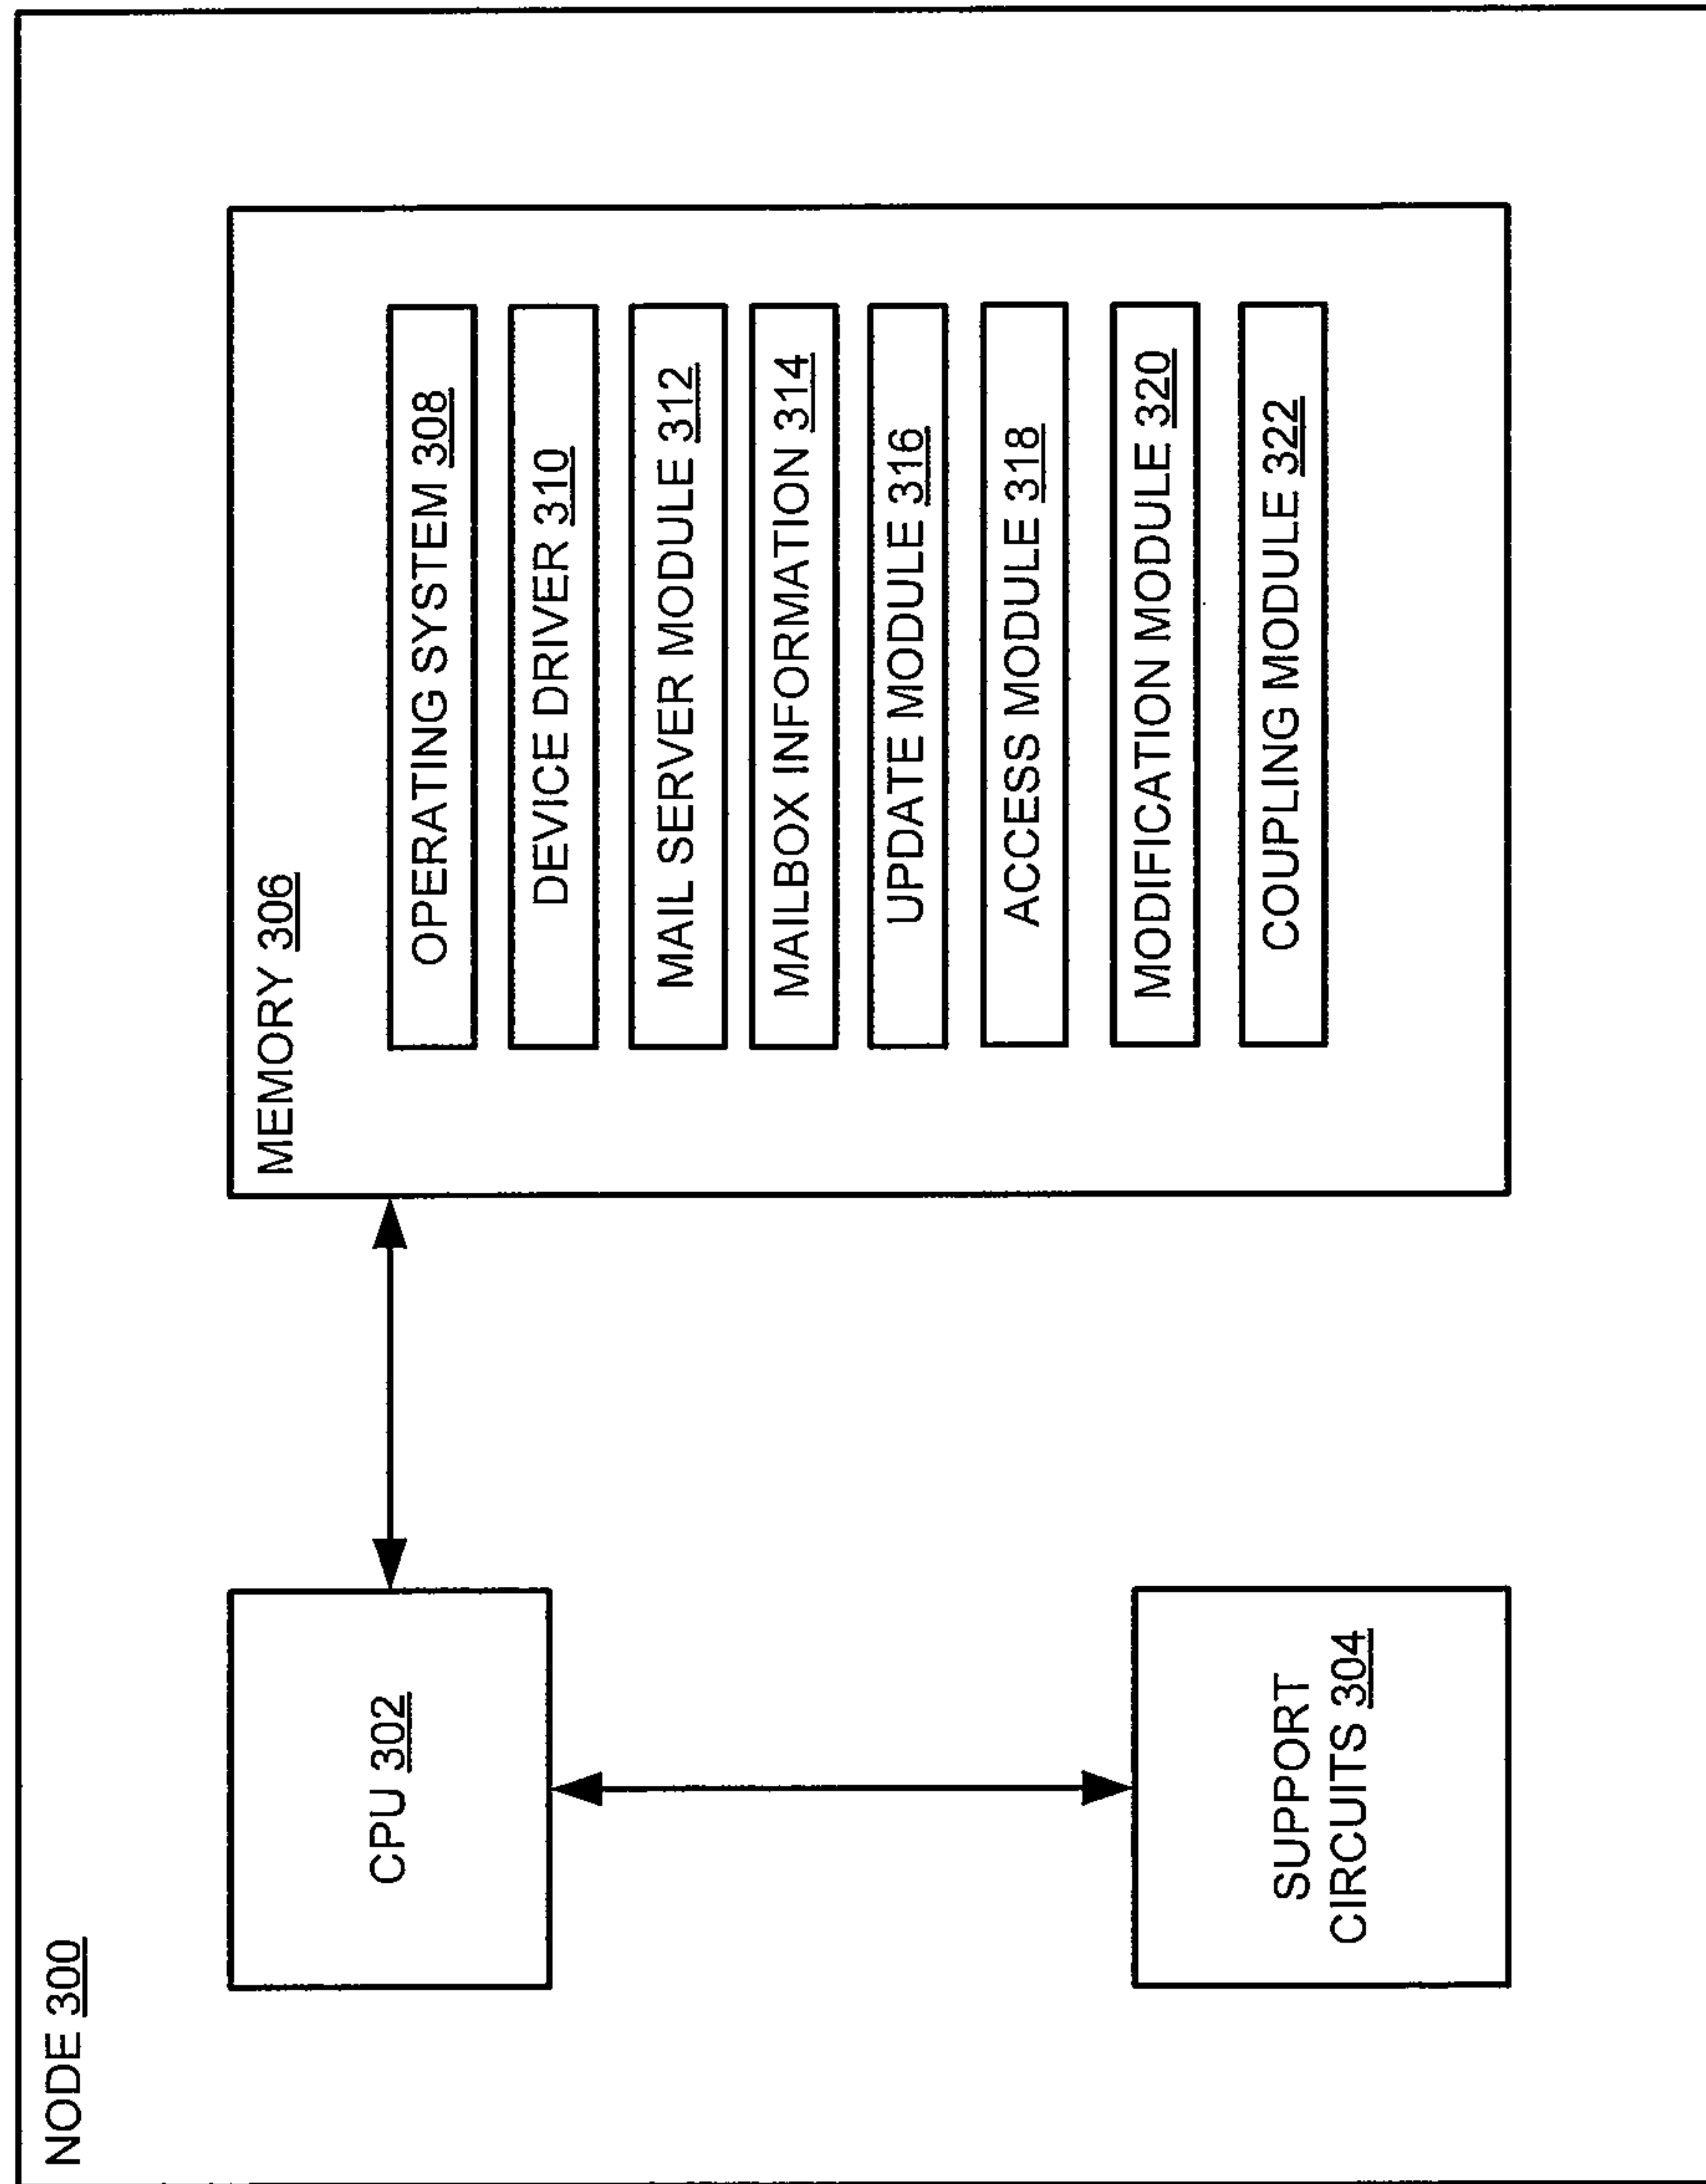 NODE 300
CPU 302
SUPPORT
CIRCUITS 304
MEMORY 306
OPERATING SYSTEM 308
DEVICE DRIVER 310
MAIL SERVER MODULE 312
MAILBOX INFORMATION 314
UPDATE MODULE 316
ACCESS MODULE 318
MODIFICATION MODULE 320
COUPLING MODULE 322